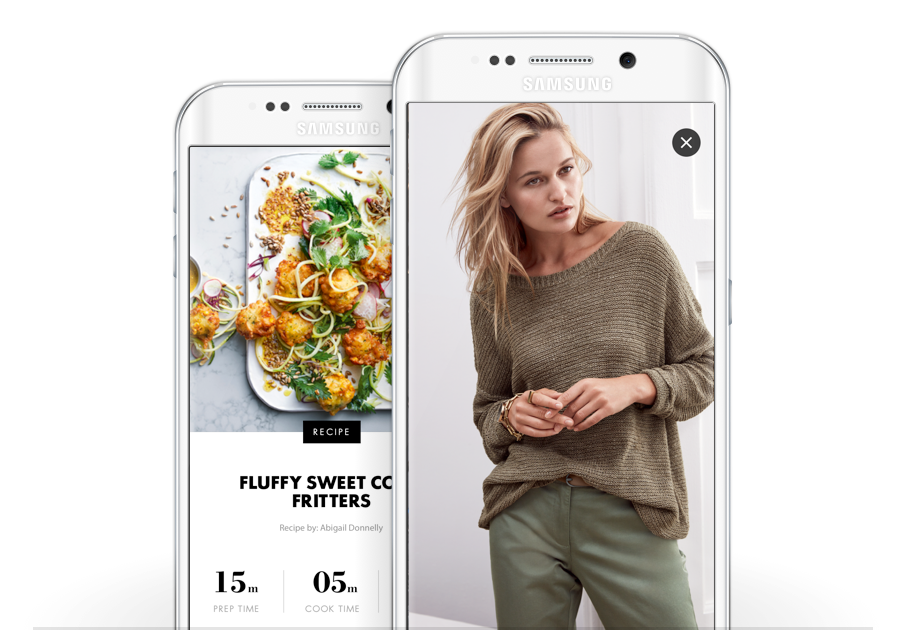 SAMSUNG
SAMSUNG
RECIPE
FLUFFY SWEET CO
FRITTERS
Recipe by: Abigail Donnelly
15m
05m
PREP TIME
COOK TIME